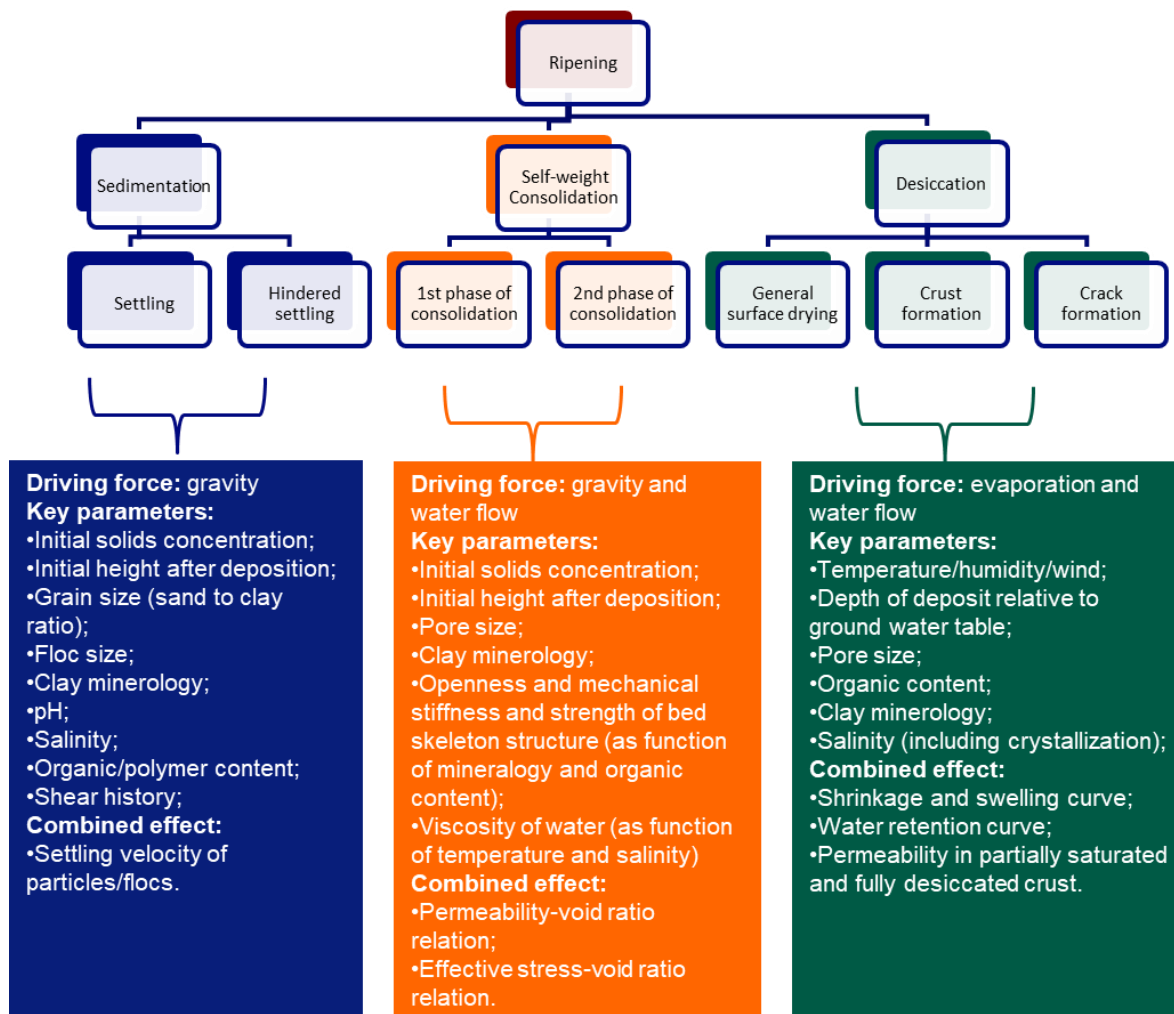 Ripening
Sedimentation
Self-weight
Consolidation
Desiccation
Settling
Hindered
settling
1st phase of
consolidation
2nd phase of
consolidation
General
surface drying
Crust
formation
Crack
formation
Driving force: gravity
Key parameters:
•Initial solids concentration;
•Initial height after deposition;
•Grain size (sand to clay
ratio);
•Floc size;
•Clay minerology;
•pH;
•Salinity;
•Organic/polymer content;
•Shear history;
Combined effect:
•Settling velocity of
particles/flocs.
Driving force: gravity and
water flow
Key parameters:
•Initial solids concentration;
•Initial height after deposition;
•Pore size;
•Clay minerology;
•Openness and mechanical
stiffness and strength of bed
skeleton structure (as function
of mineralogy and organic
content);
•Viscosity of water (as function
of temperature and salinity)
Combined effect:
•Permeability-void ratio
relation;
•Effective stress-void ratio
relation.
Driving force: evaporation and
water flow
Key parameters:
•Temperature/humidity/wind;
•Depth of deposit relative to
ground water table;
•Pore size;
•Organic content;
•Clay minerology;
•Salinity (including crystallization);
Combined effect:
•Shrinkage and swelling curve;
•Water retention curve;
•Permeability in partially saturated
and fully desiccated crust.